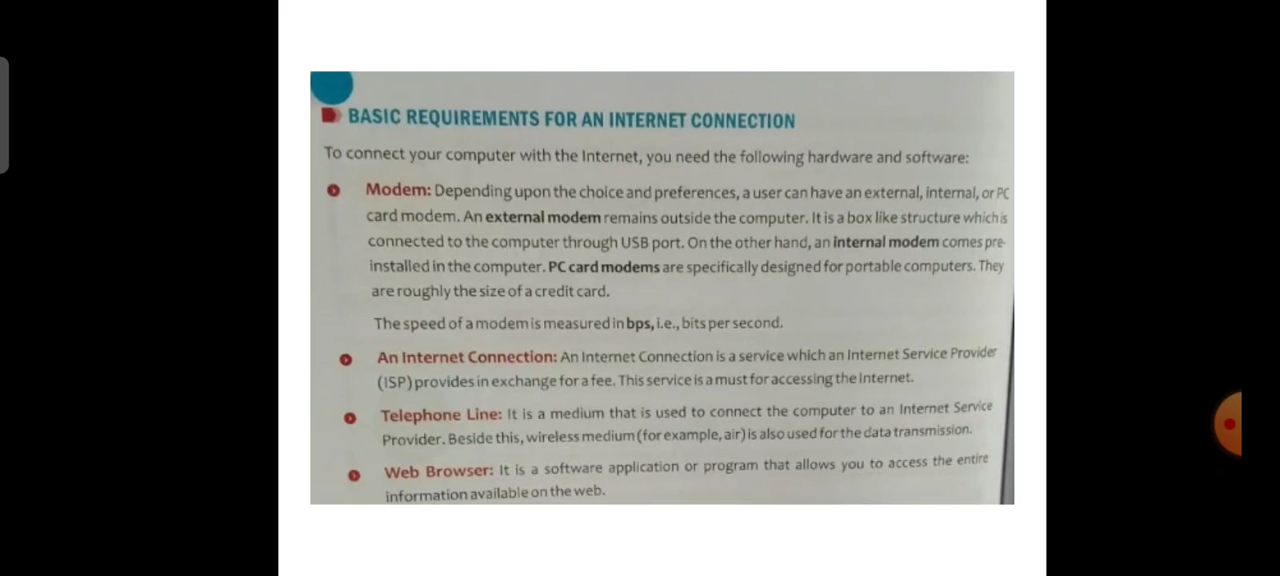 BASIC REQUIREMENTS FOR AN INTERNET CONNECTION
To connect your computer with the Internet, you need the following hardware and software:
Modem: Depending upon the choice and preferences, a user can have an external, internal, or PC
card modem. An external modem remains outside the computer. It is a box like structure which is
connected to the computer through USB port. On the other hand, an internal modem comes pre-
installed in the computer. PC card modems are specifically designed for portable computers. They
are roughly the size of a credit card.
The speed of a modem is measured in bps, i.e., bits per second.
An Internet Connection: An Internet Connection is a service which an Internet Service Provider
(ISP) provides in exchange for a fee. This service is a must for accessing the Internet.
Telephone Line: It is a medium that is used to connect the computer to an Internet Service
Provider. Beside this, wireless medium (for example, air) is also used for the data transmission.
Web Browser: It is a software application or program that allows you to access the entire
information available on the web.